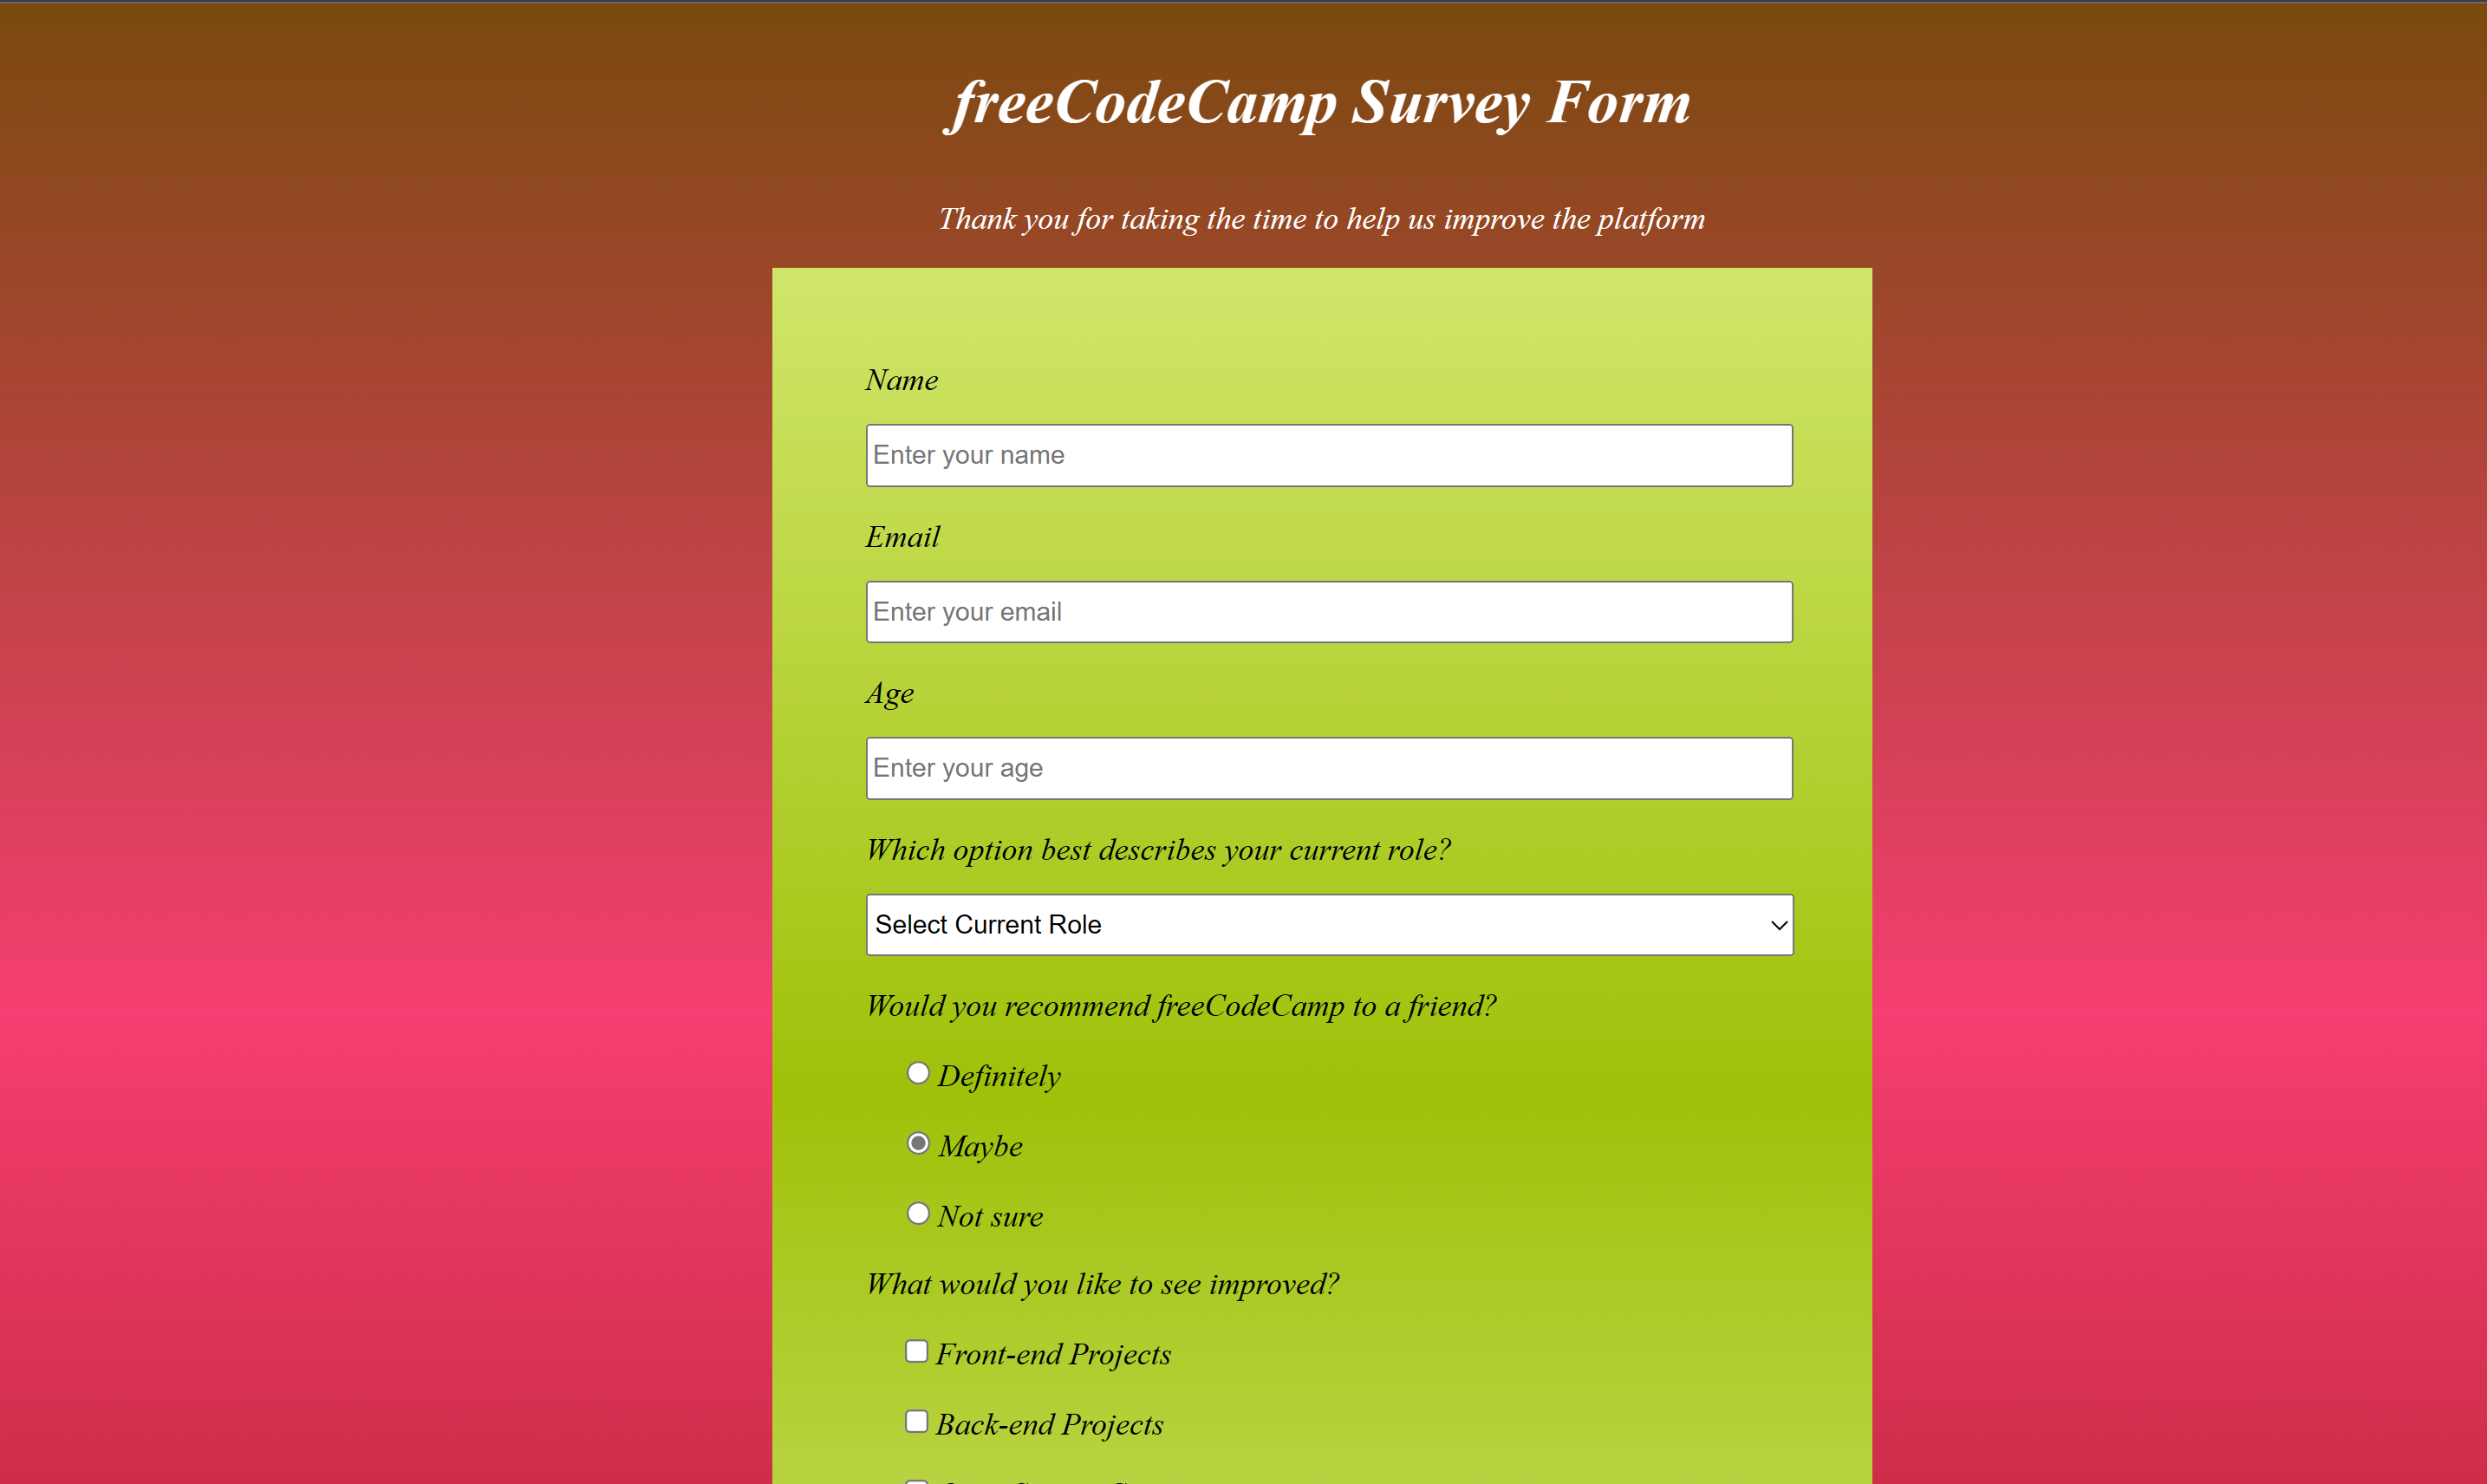 freeCodeCamp Survey Form
Thank you for taking the time to help us improve the platform
Name
Enter your name
Email
Enter your email
Age
Enter your age
Which option best describes your current role?
Select Current Role
Would you recommend freeCodeCamp to a friend?
Definitely
Maybe
Not sure
What would you like to see improved?
Front-end Projects
Back-end Projects